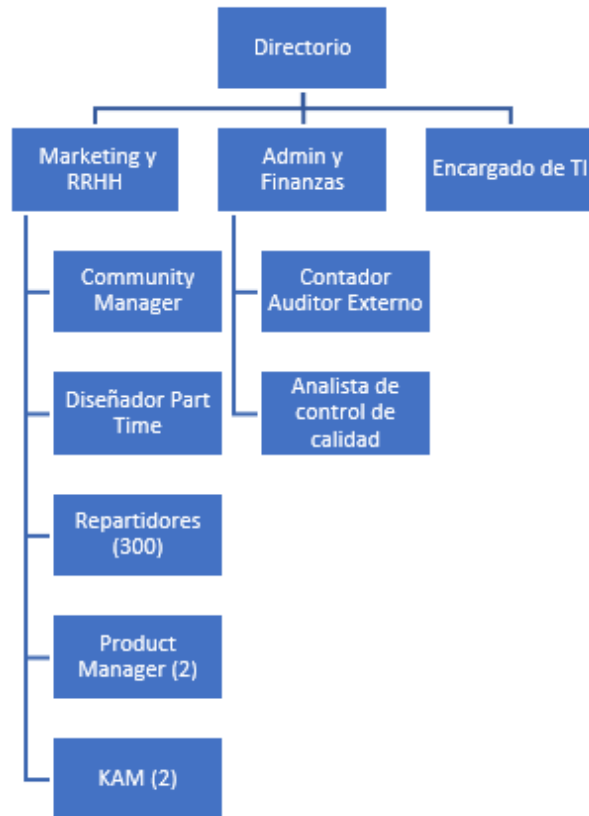 Directorio
Marketing y
RRHH
Admin y
Finanzas
Encargado de TI
Community
Manager
Contador
Auditor Externo
Diseñador Part
Time
Analista de
control de
calidad
Repartidores
(300)
Product
Manager (2)
KAM (2)